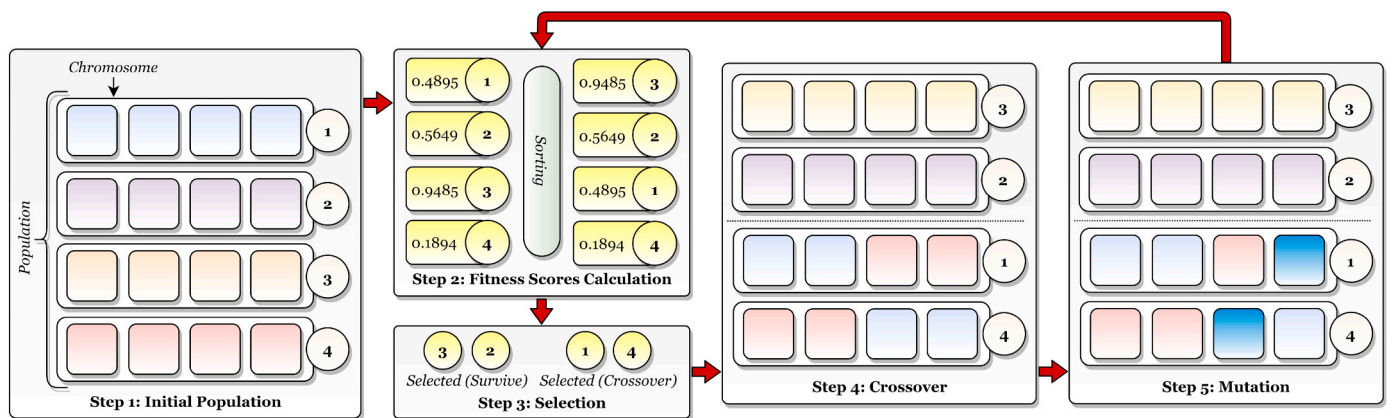 Chromosome
Population
1
2
3
4
Step 1: Initial Population
0.4895 1
0.5649 2
0.9485 3
0.1894 4
Sorting
0.9485 3
0.5649 2
0.4895 1
0.1894 4
Step 2: Fitness Scores Calculation
3 2
Selected (Survive)
1 4
Selected (Crossover)
Step 3: Selection
3
2
1
4
Step 4: Crossover
3
2
1
4
Step 5: Mutation